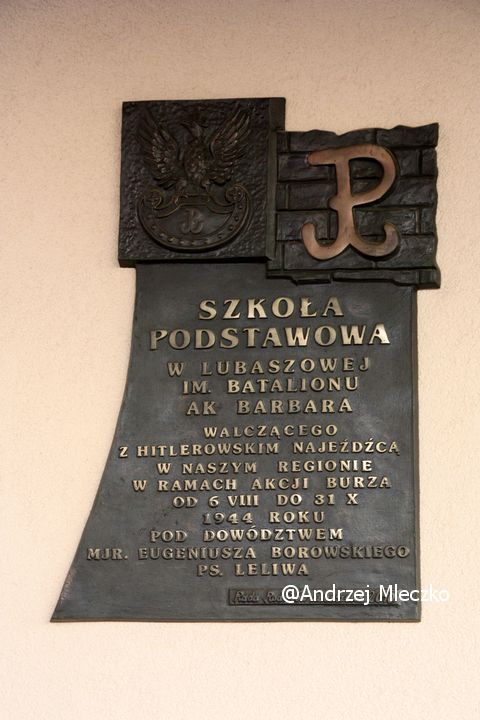 SZKOŁA
PODSTAWOWA
W LUBASZOWEJ
IM. BATALIONU
AK BARBARA
WALCZĄCEGO
Z HITLEROWSKIM NAJEŹDŹCĄ
W NASZYM REGIONIE
W RAMACH AKCJI BURZA
OD 6 VIII DO 31 X
1944 ROKU
POD DOWÓDZTWEM
MJR. EUGENIUSZA BOROWSKIEGO
PS. LELIWA
Rada
@Andrzej Mleczko